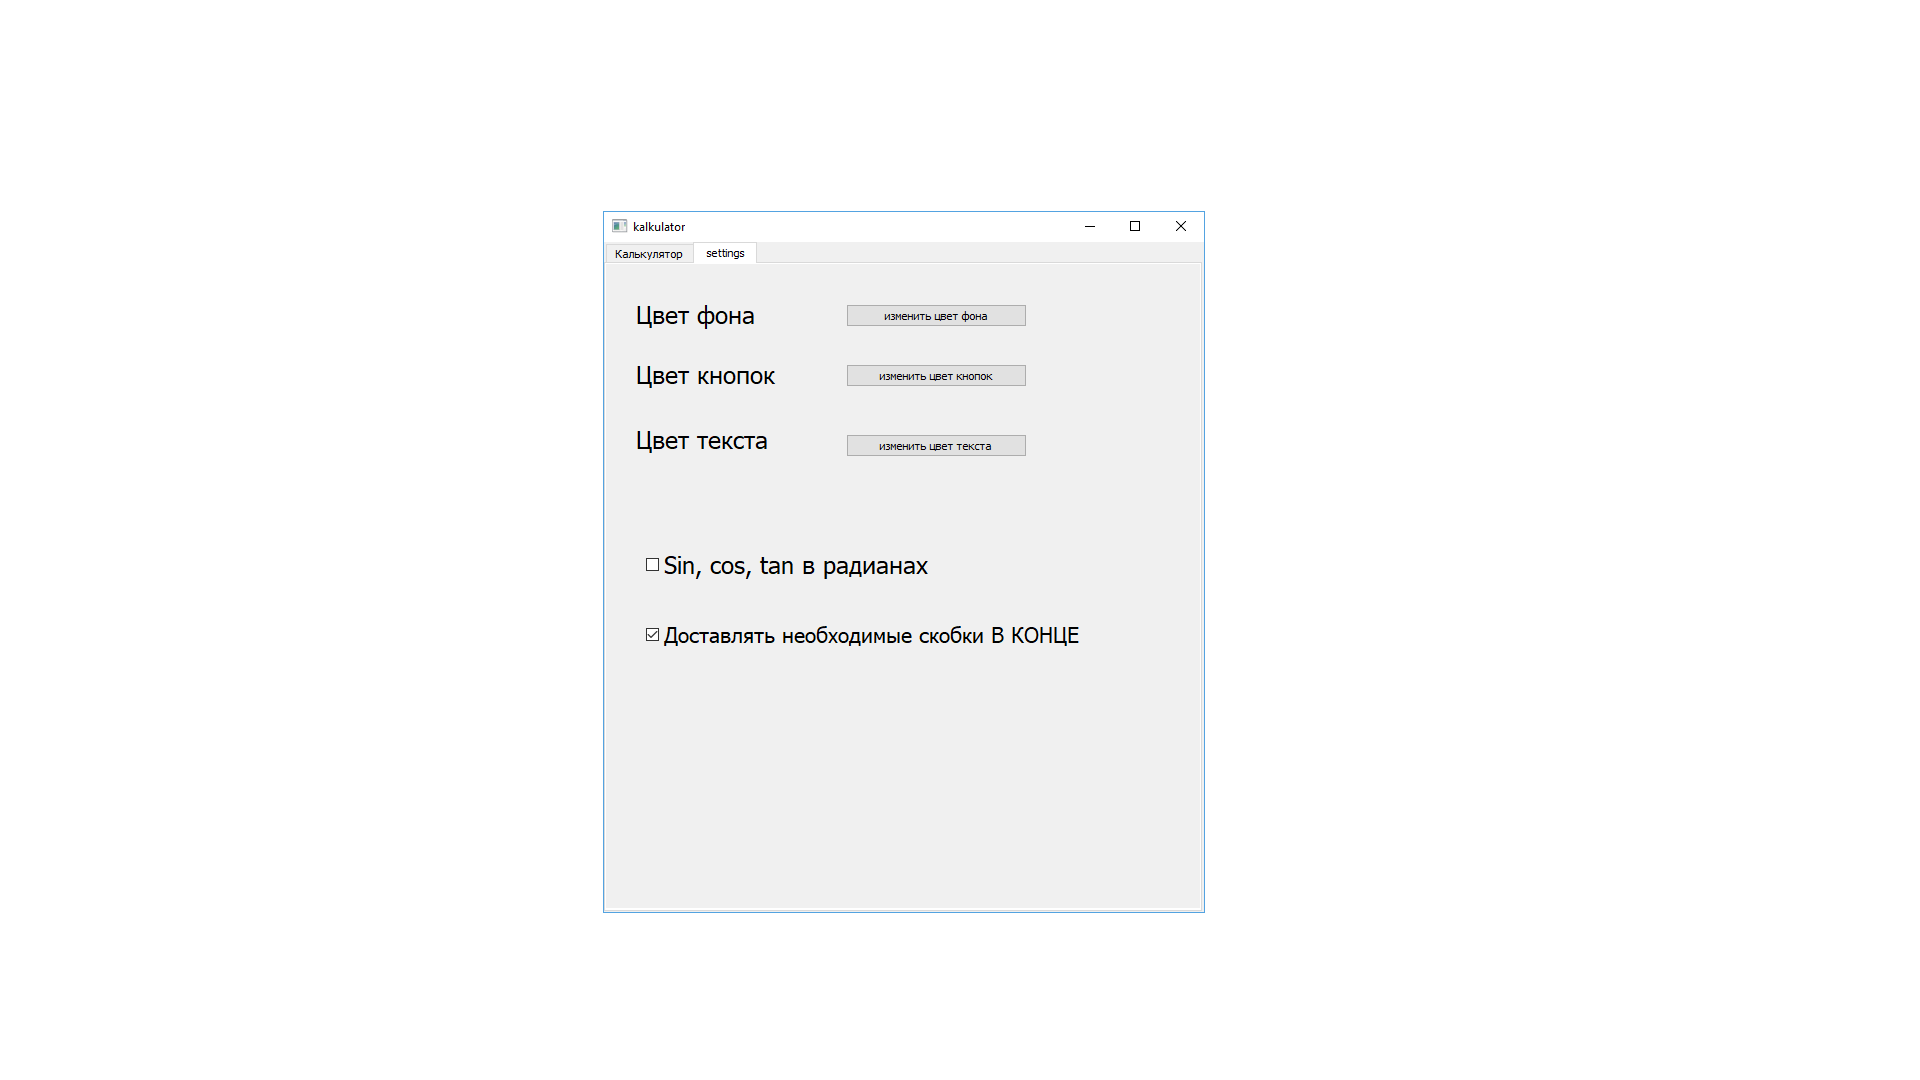 kalkulator
Калькулятор settings
Цвет фона изменить цвет фона
Цвет кнопок изменить цвет кнопок
Цвет текста изменить цвет текста
Sin, cos, tan в радианах
Доставлять необходимые скобки В КОНЦЕ